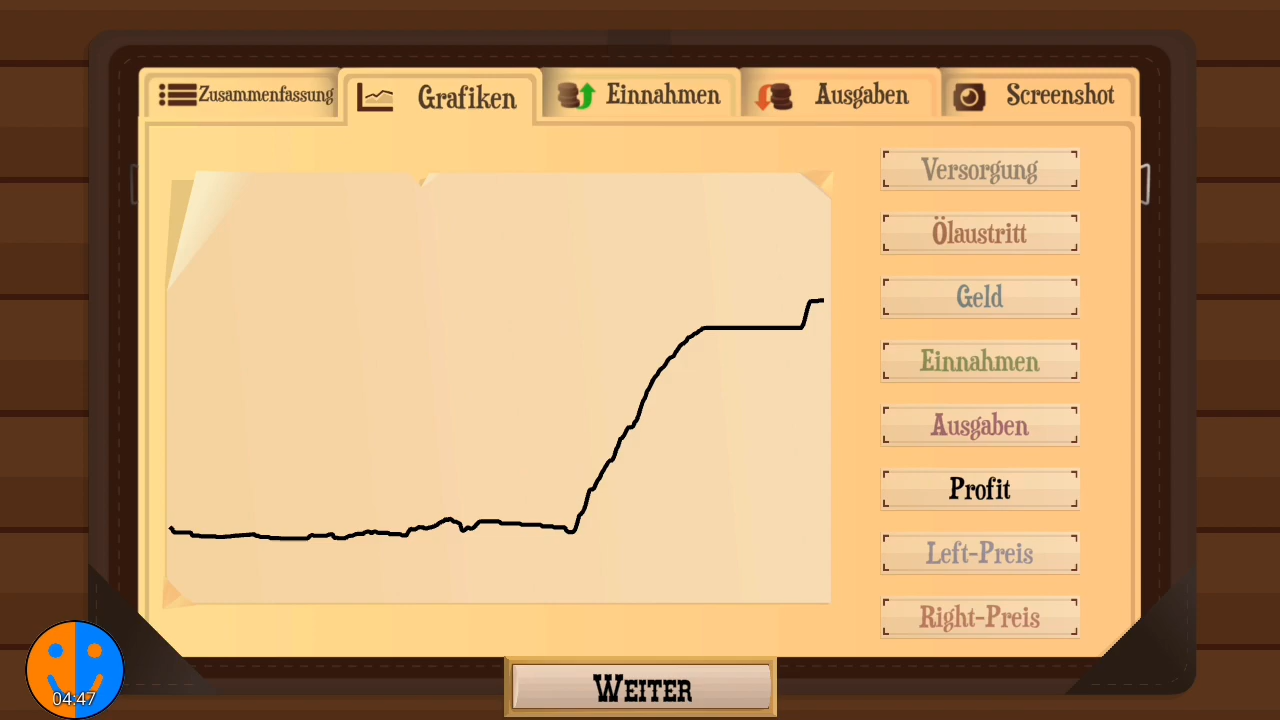 Zusammenfassung
Grafiken
Einnahmen
Ausgaben
Screenshot
Versorgung
Ölaustritt
Geld
Einnahmen
Ausgaben
Profit
Left-Preis
Right-Preis
04:47
Weiter